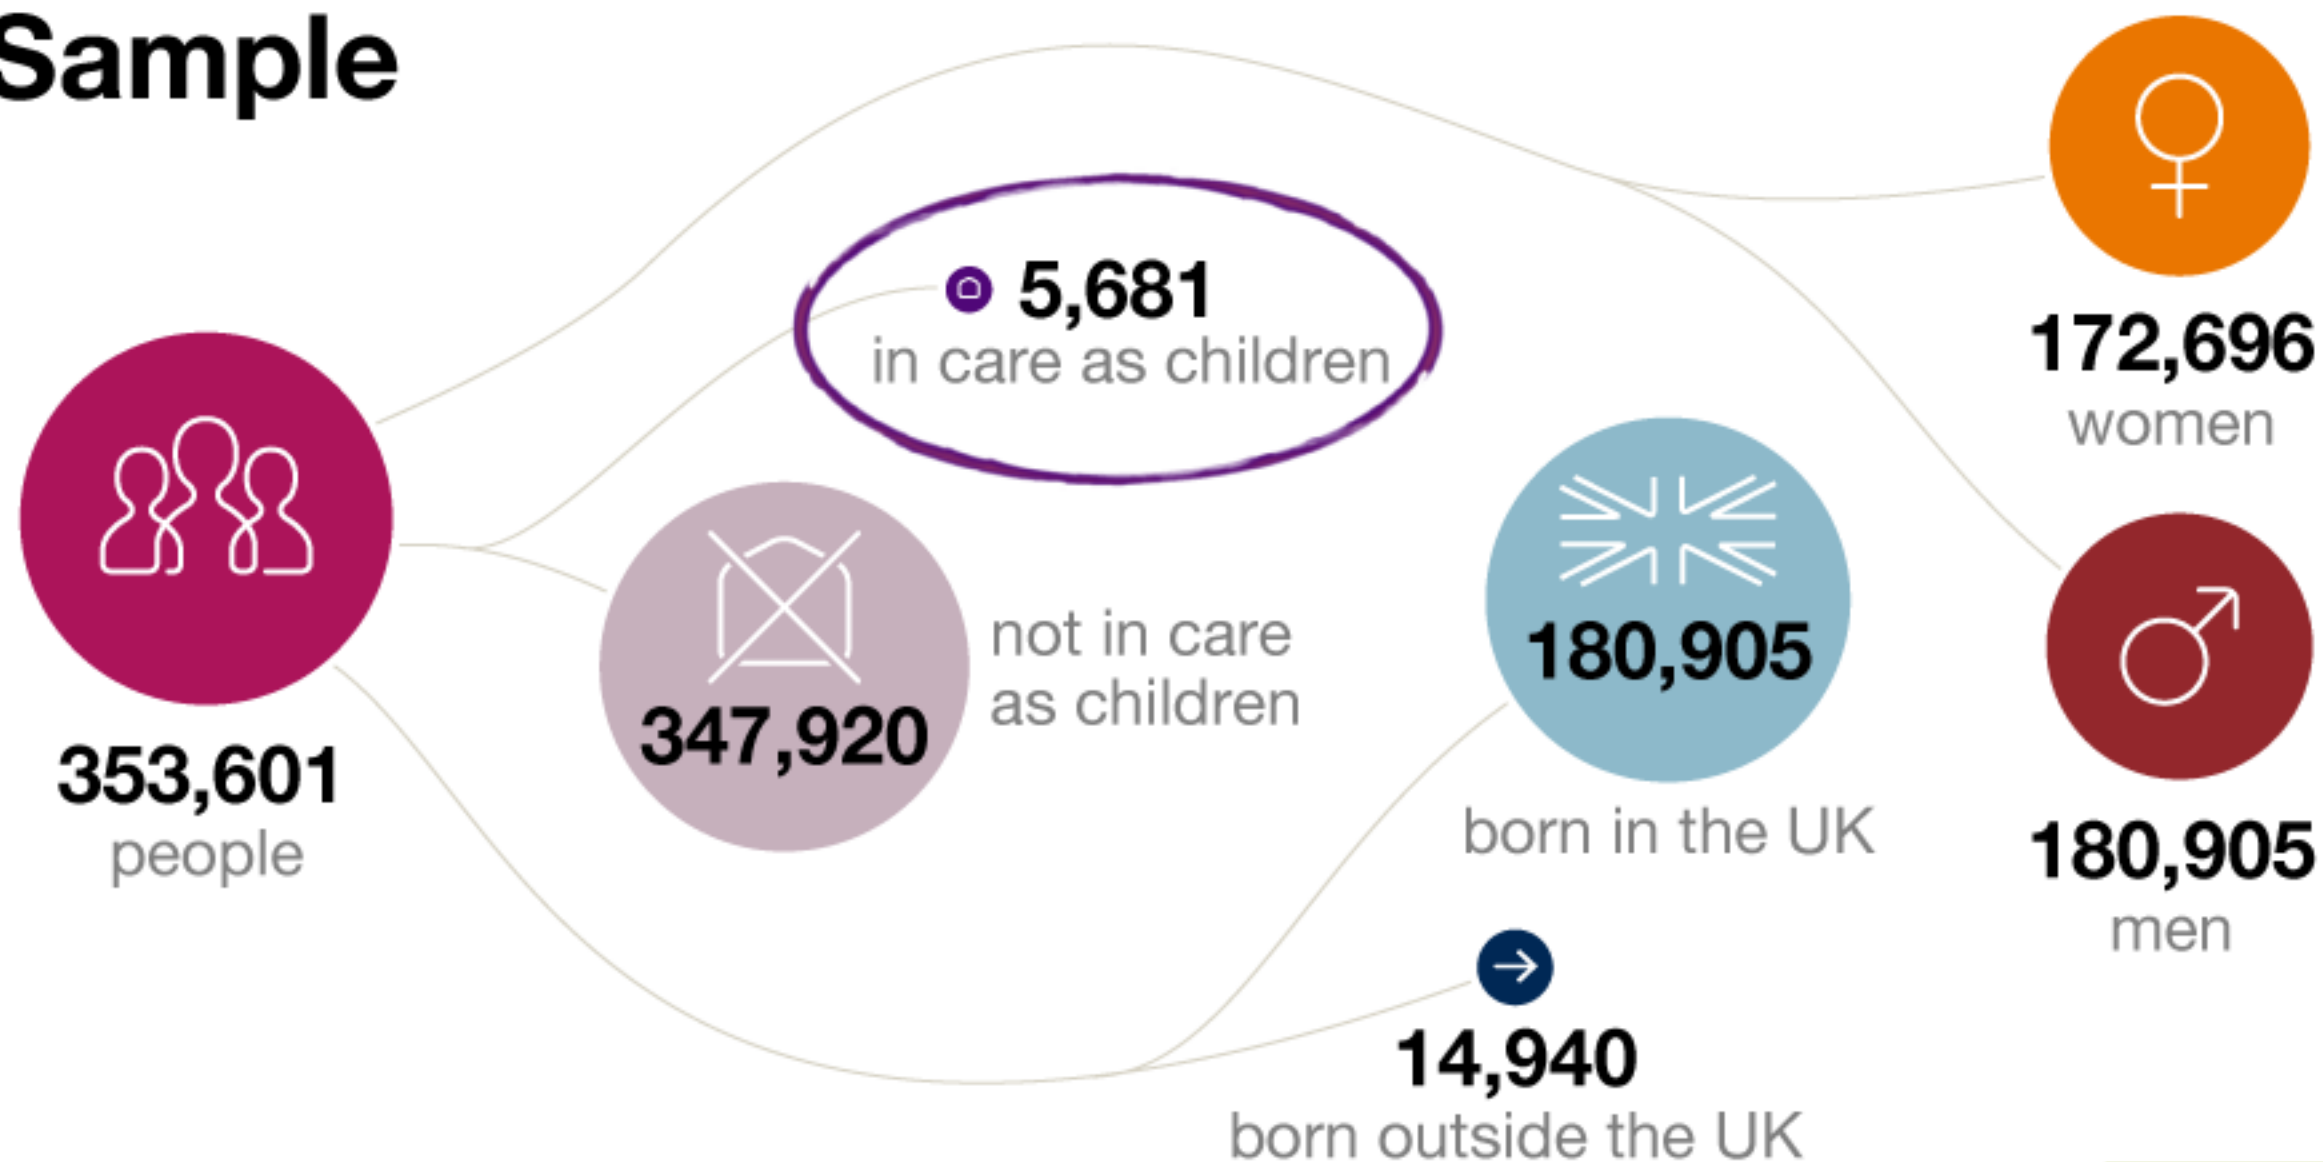 Sample
5,681
in care as children
172,696
women
353,601
people
347,920
not in care
as children
180,905
born in the UK
180,905
men
14,940
born outside the UK